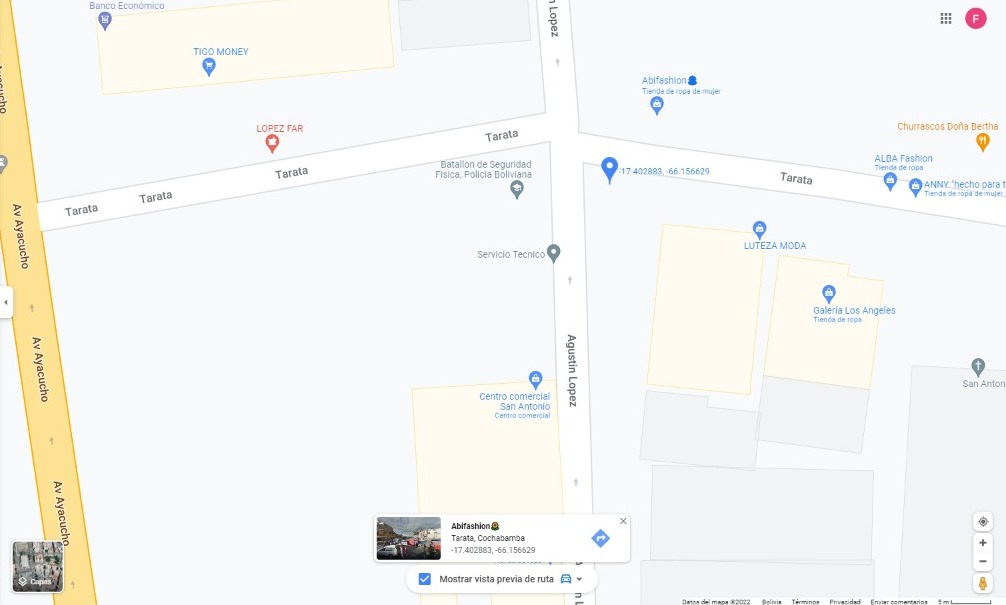 Banco Económico
TIGO MONEY
LOPEZ FAR
Tarata
Tarata
Tarata
Tarata
Batallon de Seguridad
Física, Policia Boliviana
Servicio Tecnico
Abifashion
Tienda de ropa de mujer
Churrascos Doña Bertha
ALBA Fashion
Tienda de ropa
ANNY "hecho para t
Tienda de ropa de mujer,
-17.402883, -66.156629
Tarata
LUTEZA MODA
Galería Los Angeles
Tienda de ropa
San Anton
Av Ayacucho
Av Ayacucho
Av Ayacucho
n Lopez
Agustin Lopez
Centro comercial
San Antonio
Centro comercial
Abifashion
Tarata, Cochabamba
-17.402883, -66.156629
Mostrar vista previa de ruta
Capas
F
Datos del mapa ©2022 Bolivia Términos Privacidad Enviar comentarios 5 m